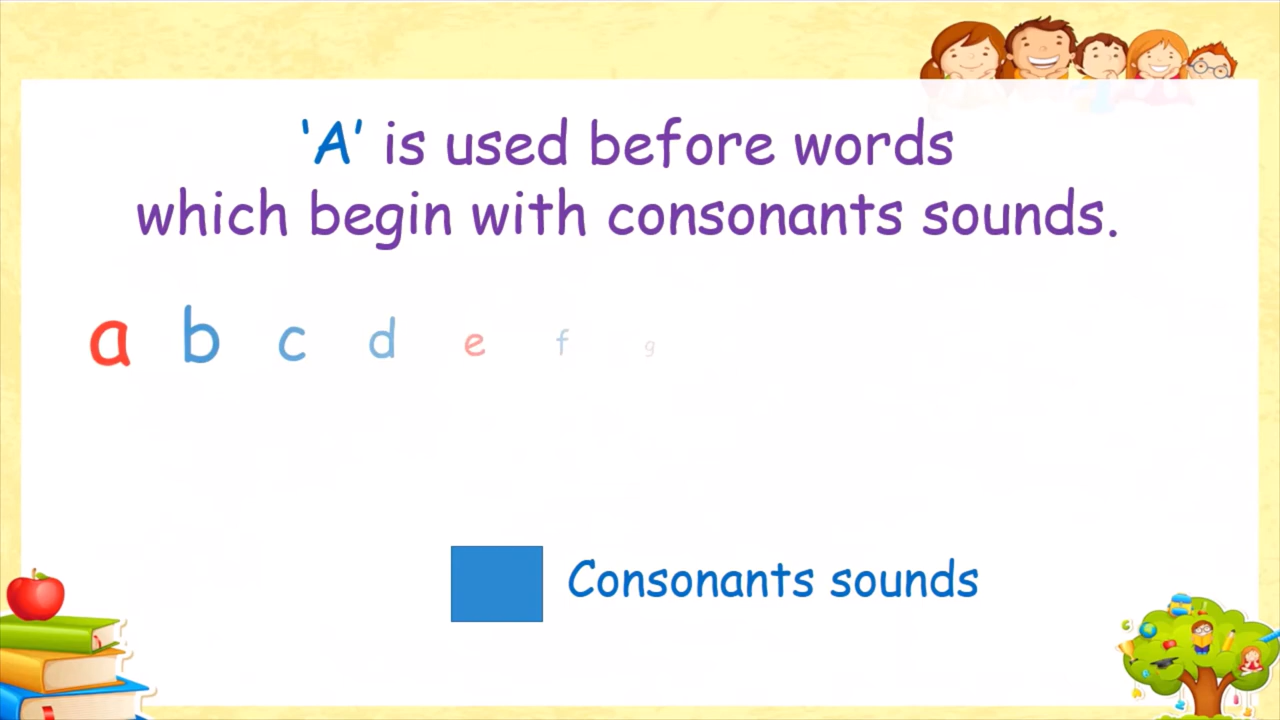 ‘A’ is used before words
which begin with consonants sounds.
a b c d e f g
Consonants sounds